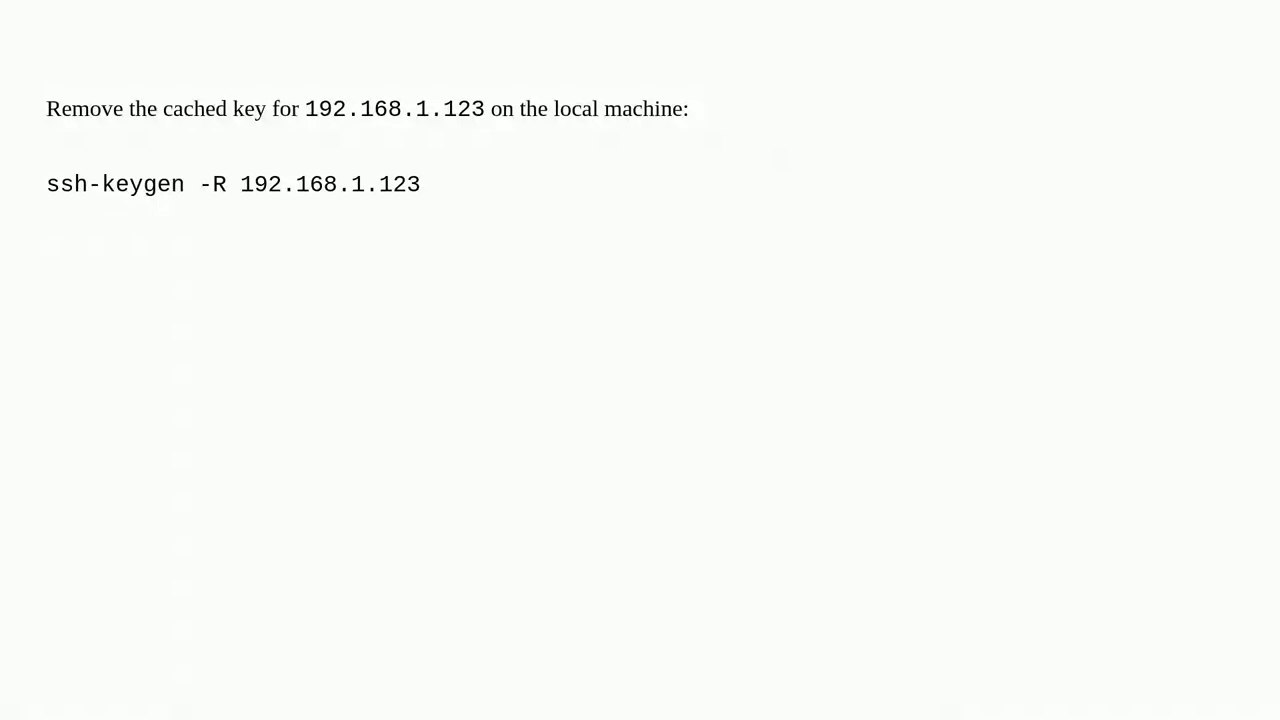 Remove the cached key for 192.168.1.123 on the local machine:
ssh-keygen -R 192.168.1.123